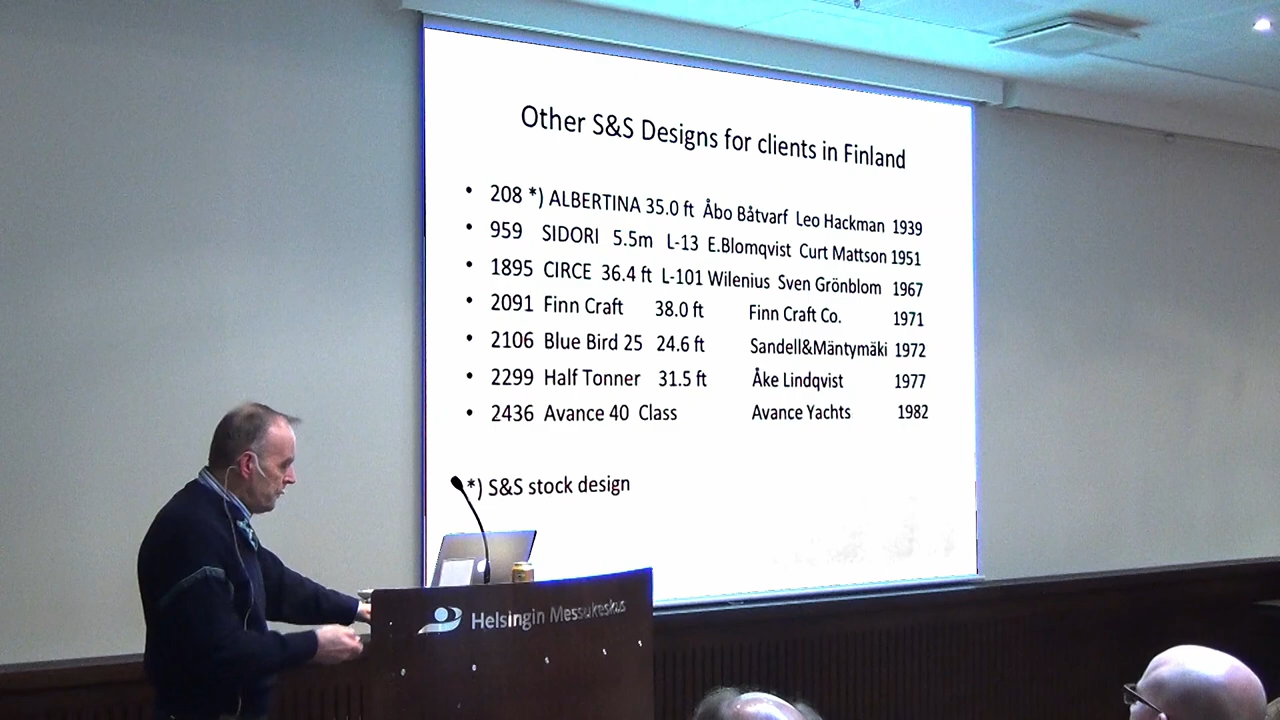 Other S&S Designs for clients in Finland
• 208 *) ALBERTINA 35.0 ft Åbo Båtvarf Leo Hackman 1939
• 959 SIDORI 5.5m L-13 E.Blomqvist Curt Mattson 1951
• 1895 CIRCE 36.4 ft L-101 Wilenius Sven Grönblom 1967
• 2091 Finn Craft 38.0 ft Finn Craft Co. 1971
• 2106 Blue Bird 25 24.6 ft Sandell&Mäntymäki 1972
• 2299 Half Tonner 31.5 ft Åke Lindqvist 1977
• 2436 Avance 40 Class Avance Yachts 1982
*) S&S stock design
Helsingin Messukeskus